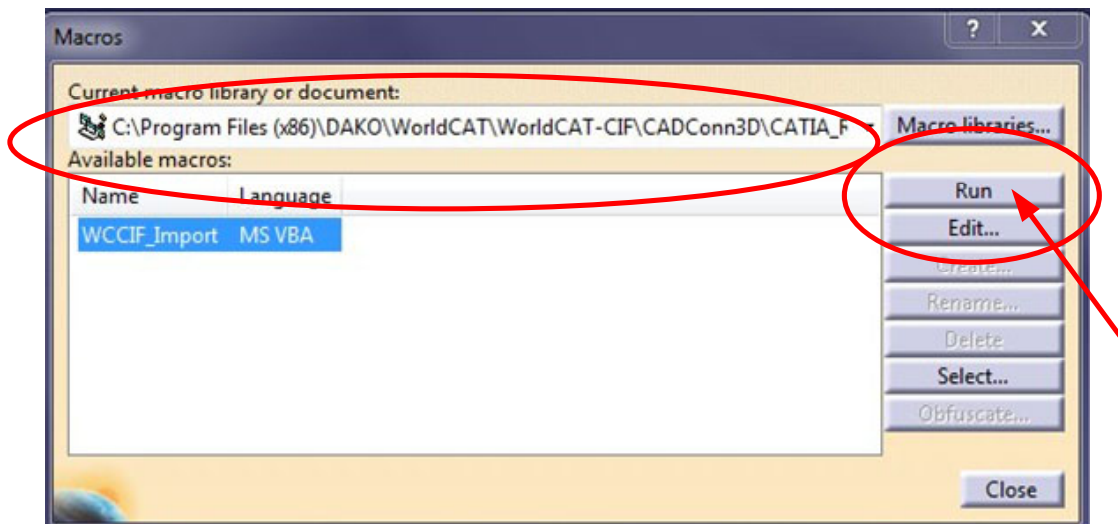 Macros
? X
Current macro library or document:
C:\Program Files (x86)\DAKO\WorldCAT\WorldCAT-CIF\CADConn3D\CATIA_F
Macro libraries...
Available macros:
Name Language
WCCIF_Import MS VBA
Run
Edit...
Create...
Rename...
Delete
Select...
Obfuscate...
Close